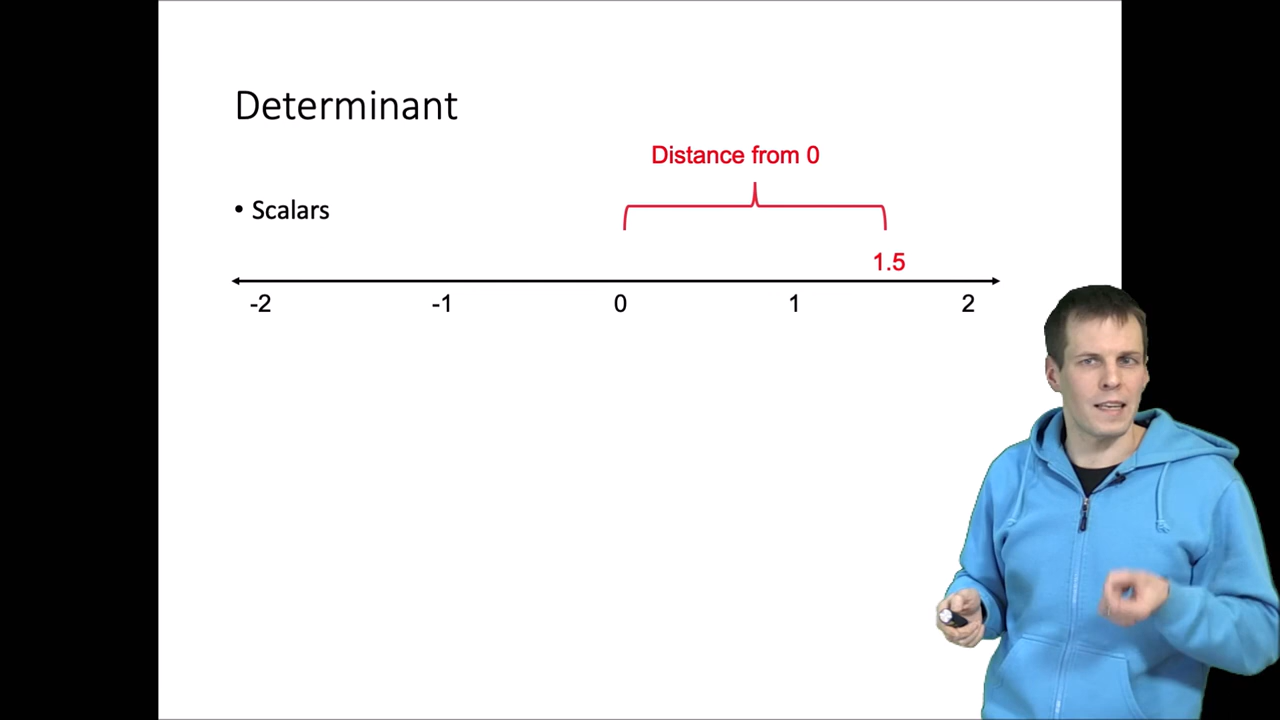 Determinant
Distance from 0
• Scalars
1.5
-2 -1 0 1 2